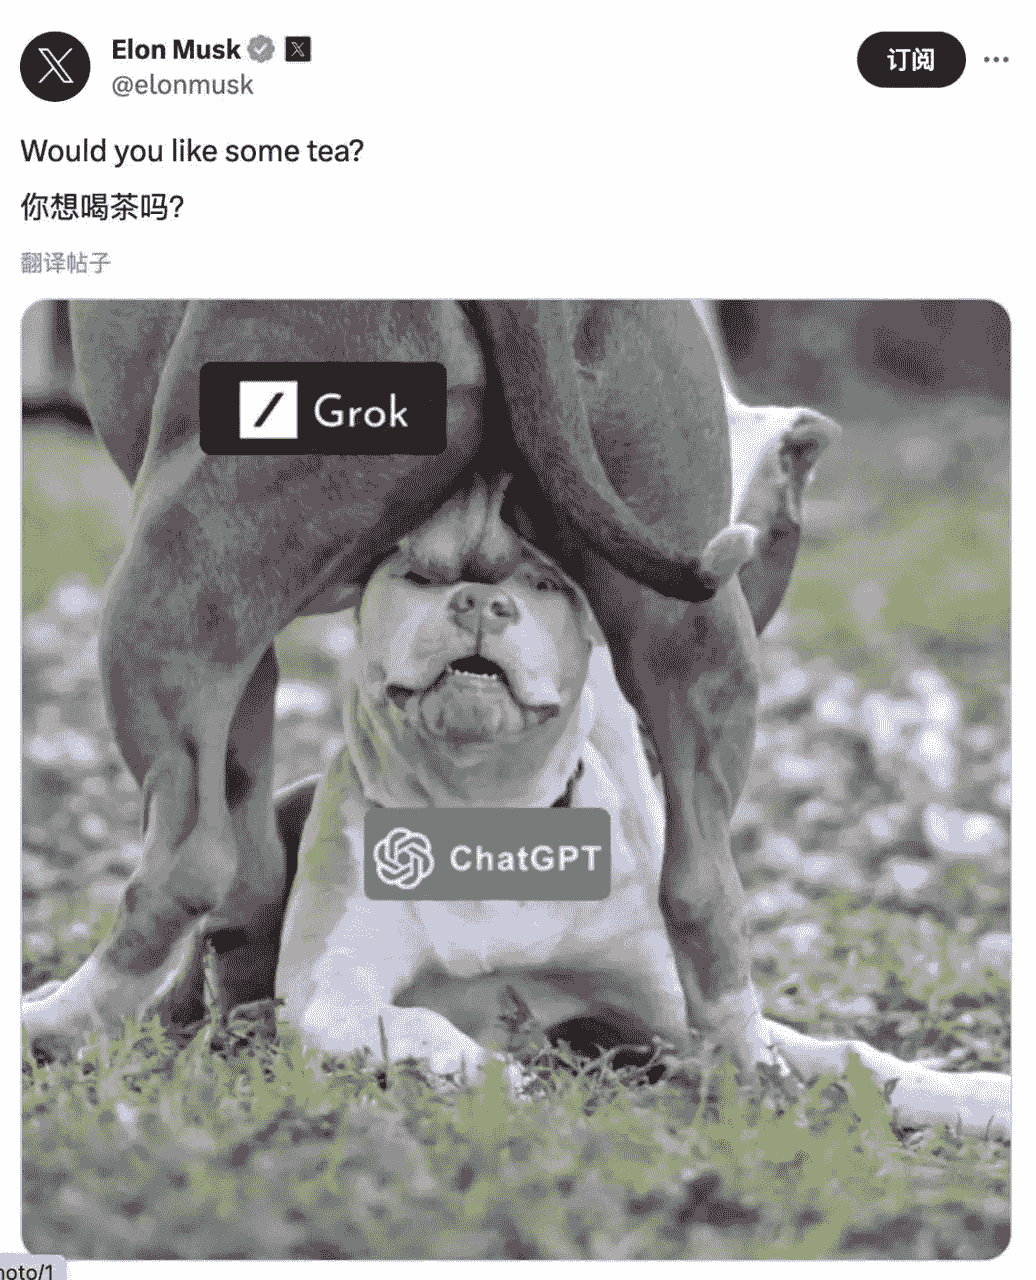 Elon Musk
订阅
@elonmusk
Would you like some tea?
你想喝茶吗?
翻译帖子
Grok
ChatGPT
hoto/1